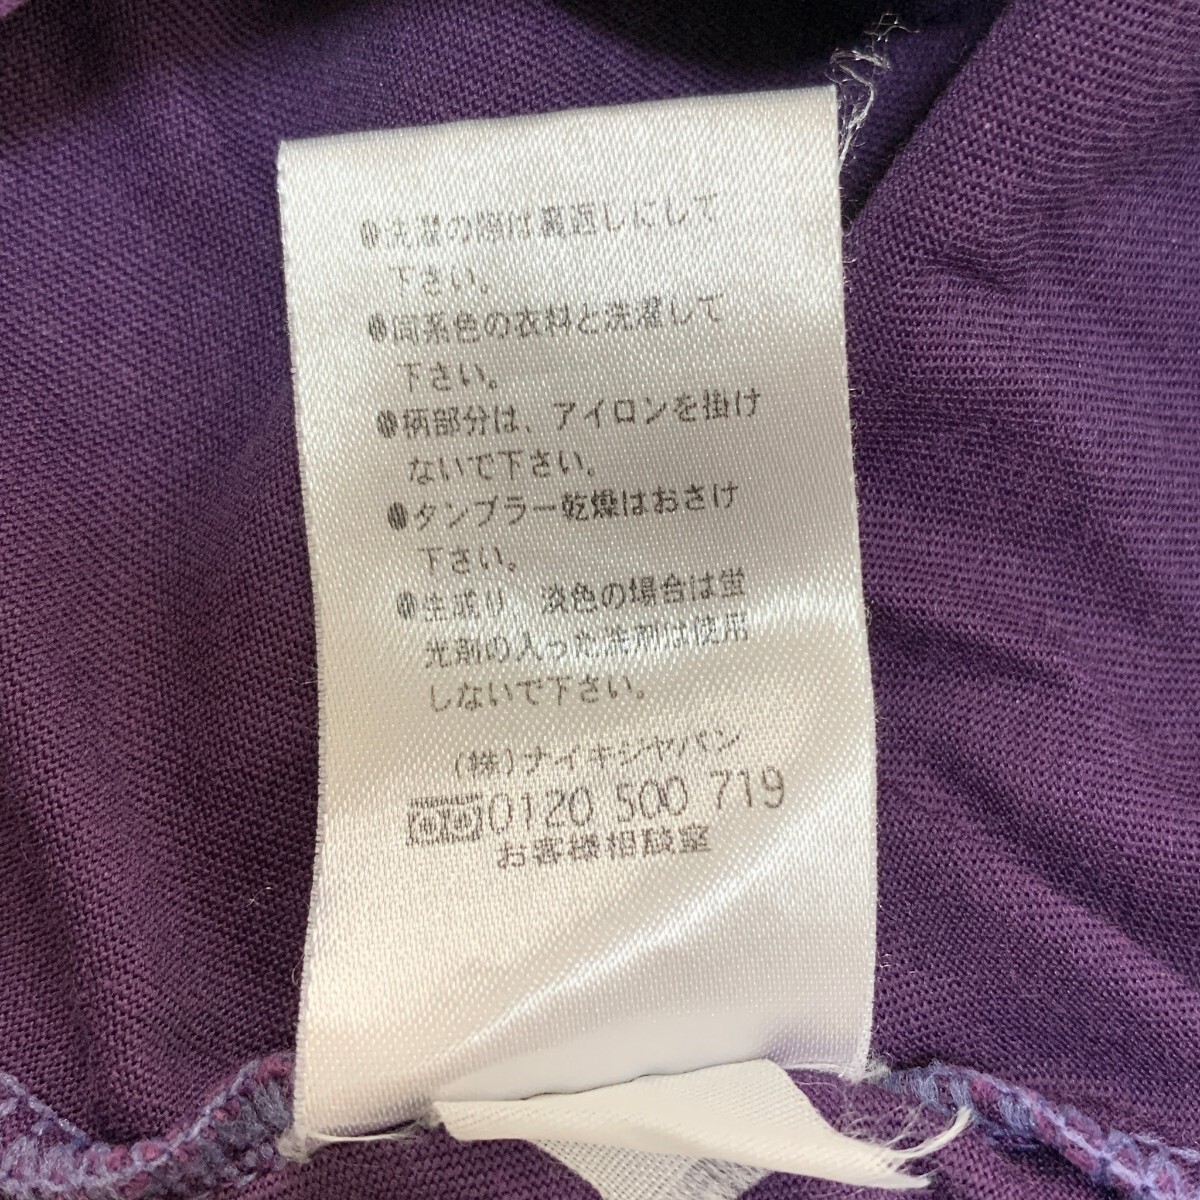 ●洗濯の際は裏返しにして
下さい。
●同系色の衣料と洗濯して
下さい。
●柄部分は、アイロンを掛け
ないで下さい。
●タンブラー乾燥はおさけ
下さい。
●生成り、淡色の場合は蛍
光剤の入った洗剤は使用
しないで下さい。
(株)ナイキジャパン
0120 500 719
お客様相談室